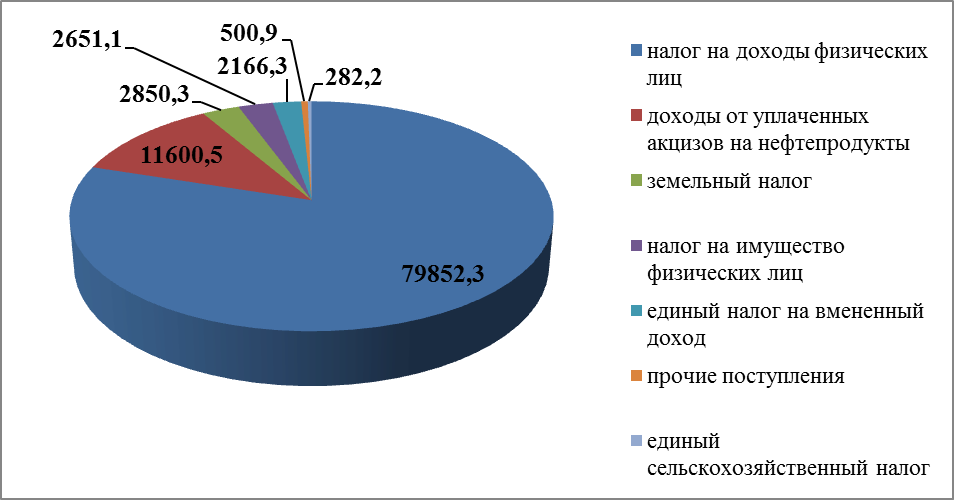 2651,1
500,9
2166,3
282,2
2850,3
11600,5
79852,3
налог на доходы физических
лиц
доходы от уплаченных
акцизов на нефтепродукты
земельный налог
налог на имущество
физических лиц
единый налог на вмененный
доход
прочие поступления
единый
сельскохозяйственный налог